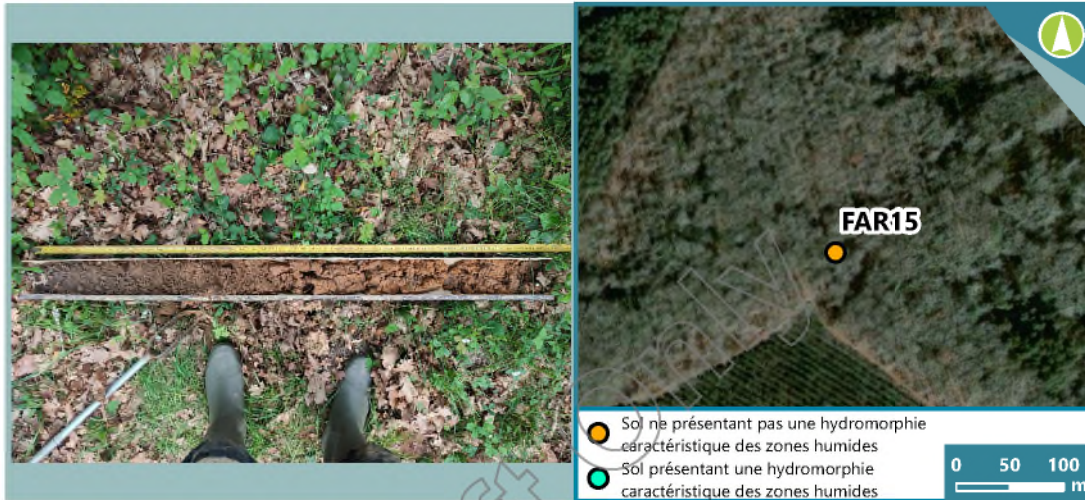 FAR15
Sol ne présentant pas une hydromorphie
caractéristique des zones humides
Sol présentant une hydromorphie
caractéristique des zones humides
0 50 100
m